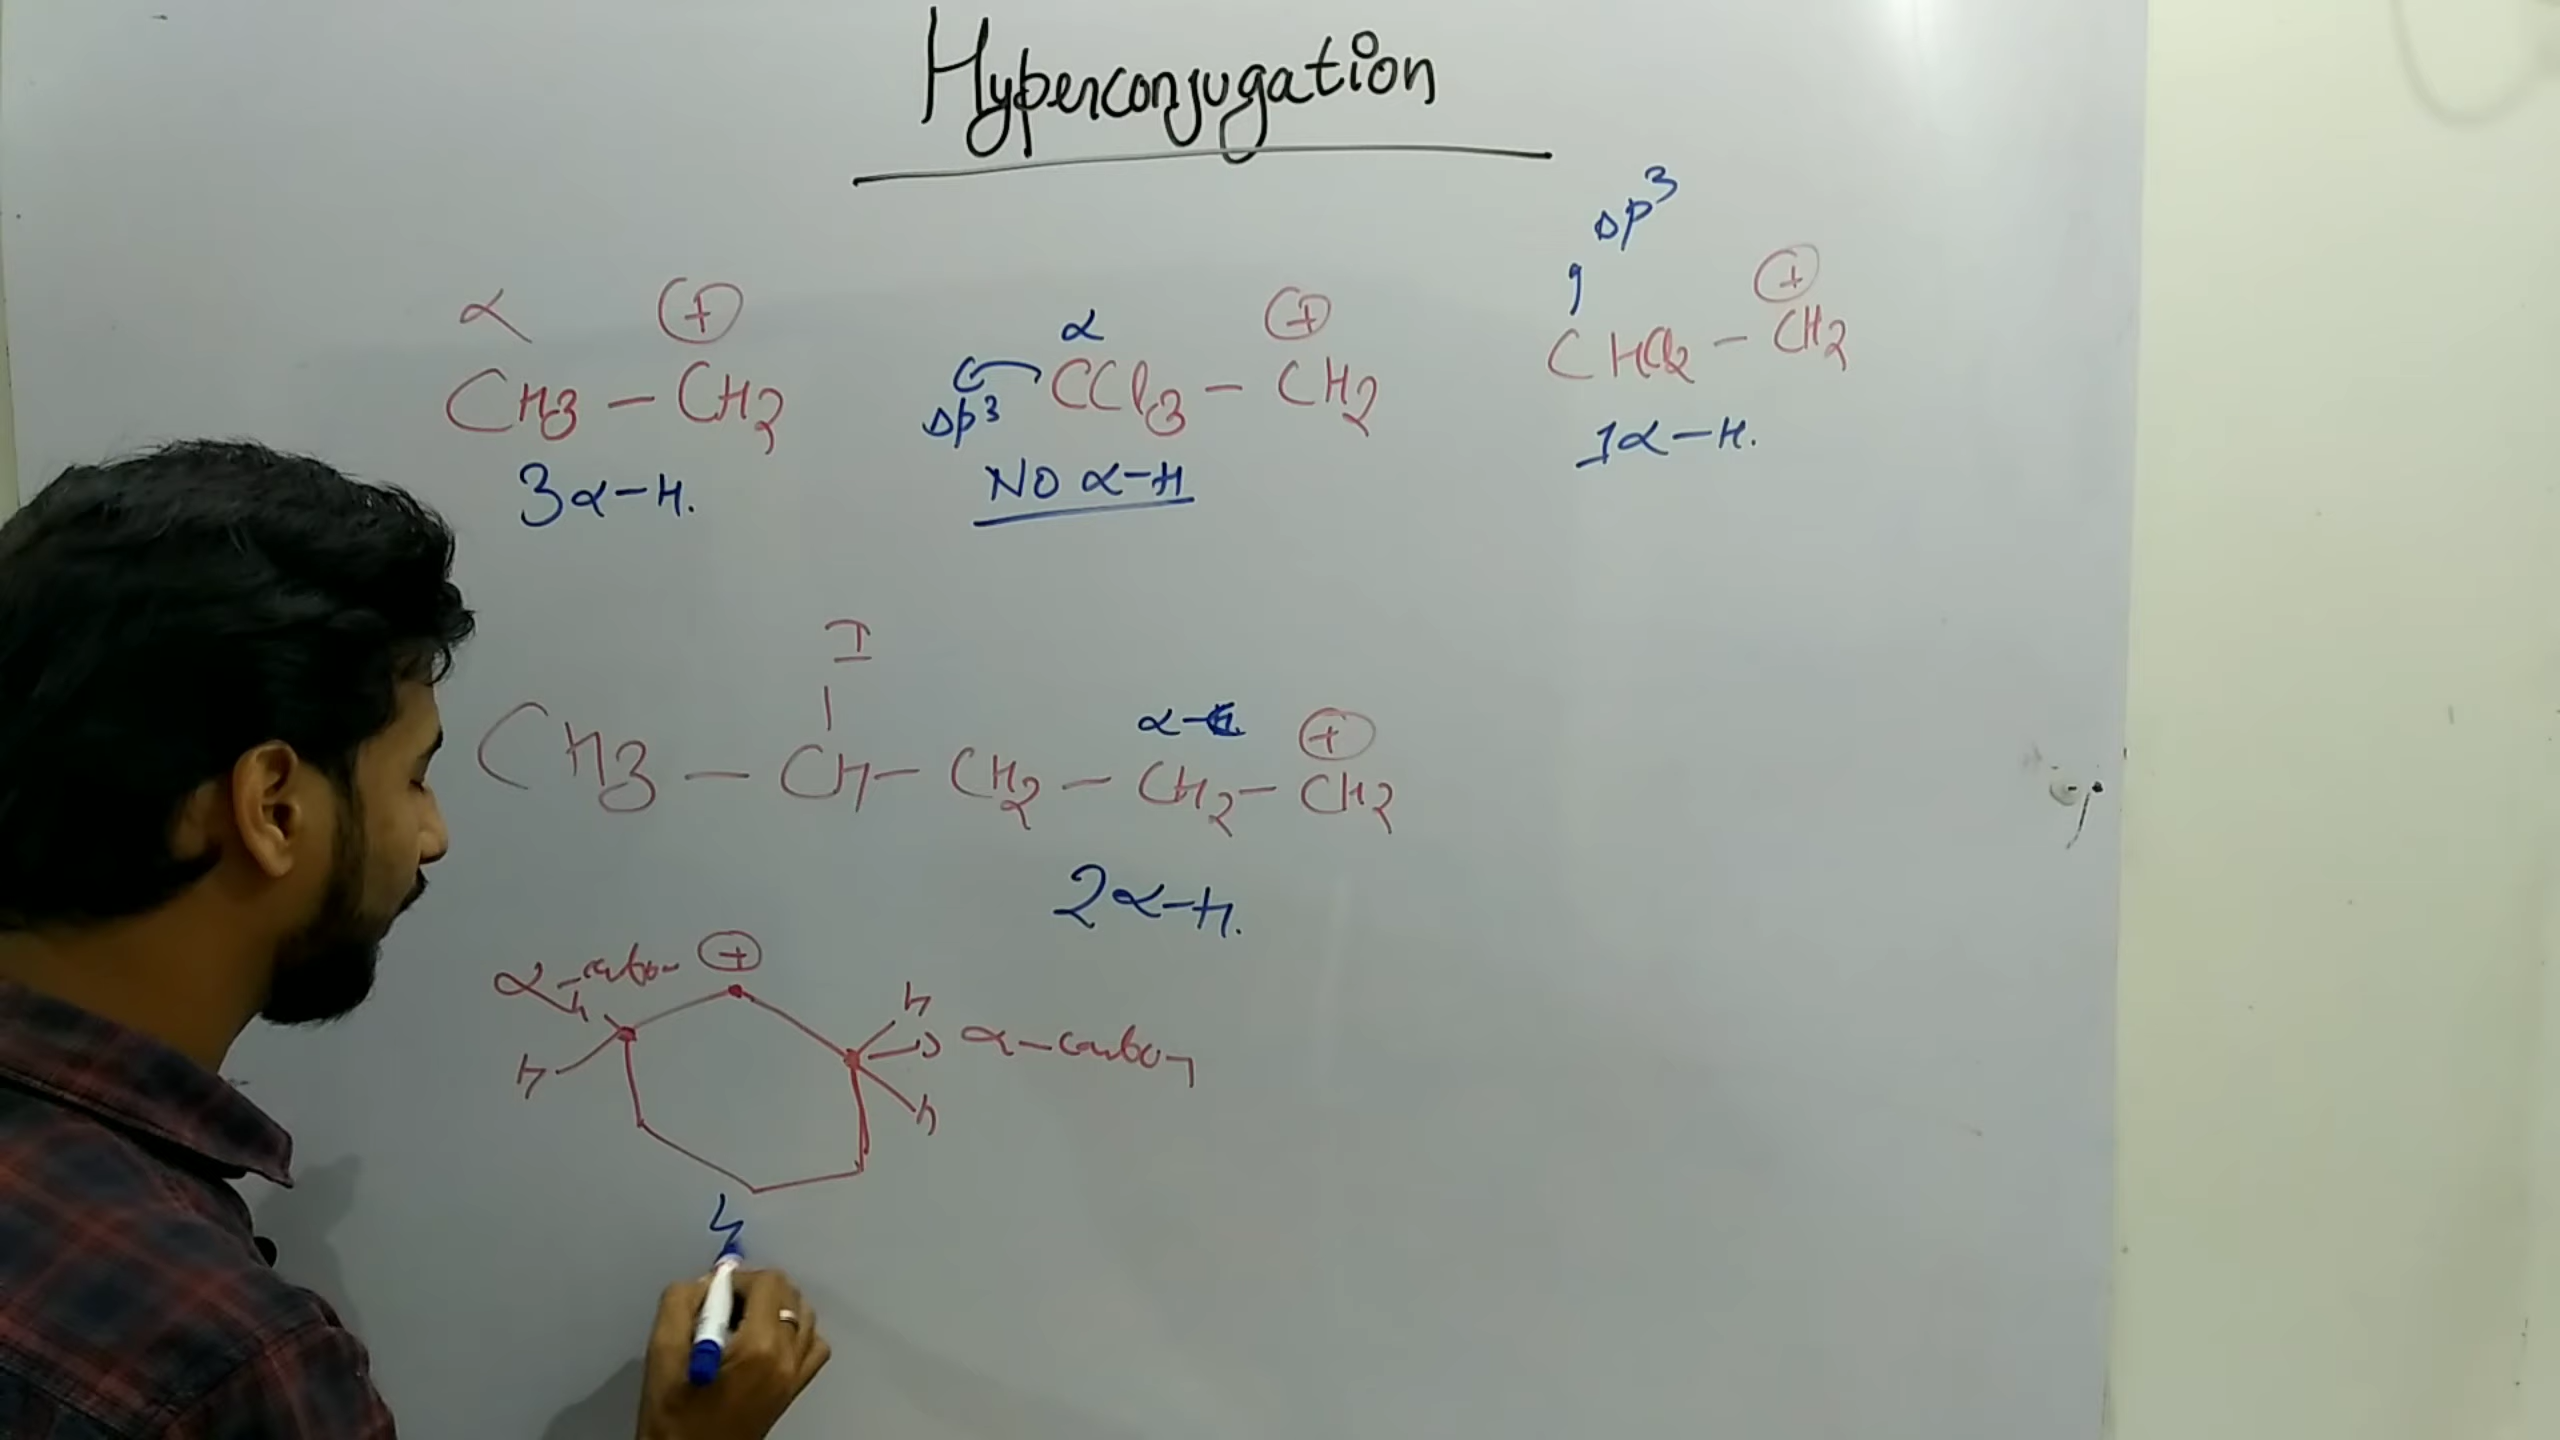 Hyperconjugation
sp³
α ⊕ α ⊕ ⊕
CH3 – CH2 sp³ CCl3 – CH2 CHCl2 – CH2
3α–H. NO α–H 1α–H.
I
α–C ⊕
CH3 – CH – CH2 – CH2 – CH2
2α–H.
α–carbon ⊕
H H
H α–carbon
H
4